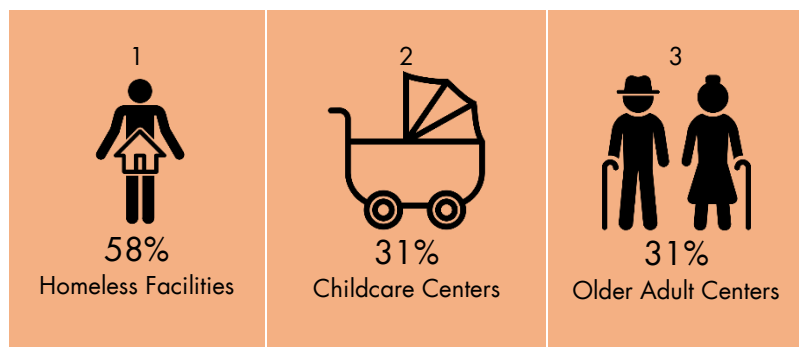 1
58%
Homeless Facilities
2
31%
Childcare Centers
3
31%
Older Adult Centers